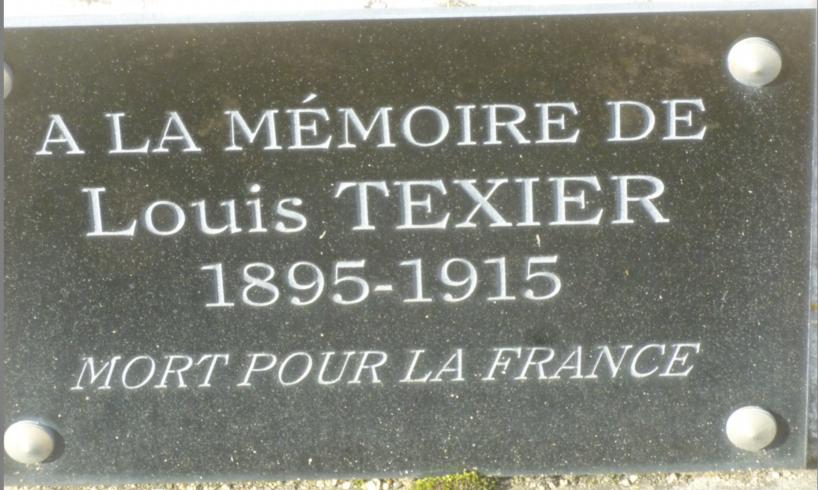 A LA MÉMOIRE DE
Louis TEXIER
1895-1915
MORT POUR LA FRANCE